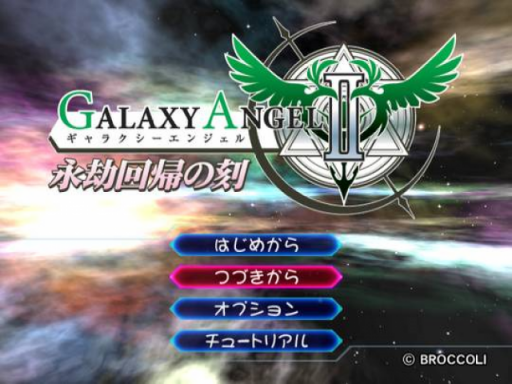 GALAXY ANGEL II
ギャラクシーエンジェル
永劫回帰の刻
はじめから
つづきから
オプション
チュートリアル
© BROCCOLI